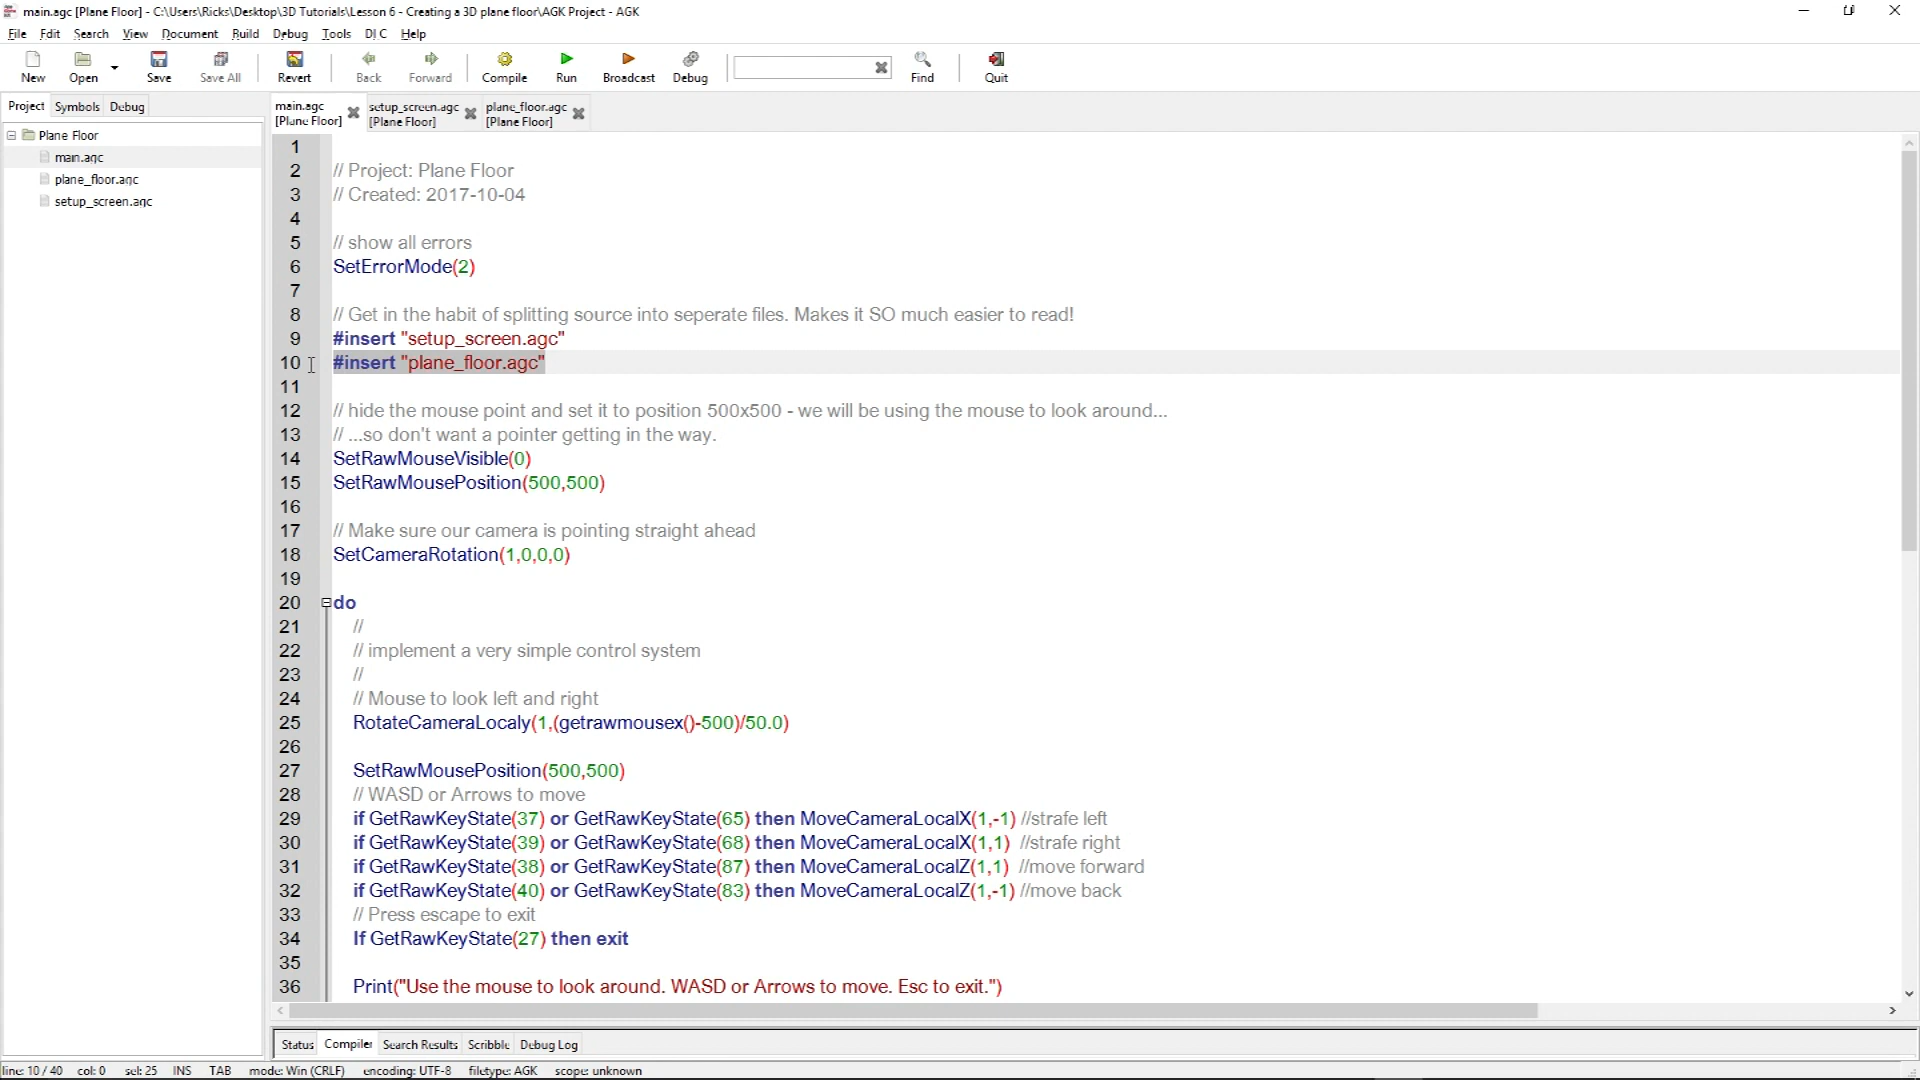 main.agc [Plane Floor] - C:\Users\Ricks\Desktop\3D Tutorials\Lesson 6 - Creating a 3D plane floor\AGK Project - AGK
File Edit Search View Document Build Debug Tools DLC Help
New Open Save Save All Revert Back Forward Compile Run Broadcast Debug Find Quit
Project Symbols Debug
main.agc [Plane Floor]
setup_screen.agc [Plane Floor]
plane_floor.agc [Plane Floor]
Plane Floor
main.agc
plane_floor.agc
setup_screen.agc
1
2 // Project: Plane Floor
3 // Created: 2017-10-04
4
5 // show all errors
6 SetErrorMode(2)
7
8 // Get in the habit of splitting source into seperate files. Makes it SO much easier to read!
9 #insert "setup_screen.agc"
10 #insert "plane_floor.agc"
11
12 // hide the mouse point and set it to position 500x500 - we will be using the mouse to look around...
13 // ...so don't want a pointer getting in the way.
14 SetRawMouseVisible(0)
15 SetRawMousePosition(500,500)
16
17 // Make sure our camera is pointing straight ahead
18 SetCameraRotation(1,0,0,0)
19
20 do
21 //
22 // implement a very simple control system
23 //
24 // Mouse to look left and right
25 RotateCameraLocaly(1,(getrawmousex()-500)/50.0)
26
27 SetRawMousePosition(500,500)
28 // WASD or Arrows to move
29 if GetRawKeyState(37) or GetRawKeyState(65) then MoveCameraLocalX(1,-1) //strafe left
30 if GetRawKeyState(39) or GetRawKeyState(68) then MoveCameraLocalX(1,1) //strafe right
31 if GetRawKeyState(38) or GetRawKeyState(87) then MoveCameraLocalZ(1,1) //move forward
32 if GetRawKeyState(40) or GetRawKeyState(83) then MoveCameraLocalZ(1,-1) //move back
33 // Press escape to exit
34 If GetRawKeyState(27) then exit
35
36 Print("Use the mouse to look around. WASD or Arrows to move. Esc to exit.")
Status Compiler Search Results Scribble Debug Log
line: 10 / 40 col: 0 sel: 25 INS TAB mode: Win (CRLF) encoding: UTF-8 filetype: AGK scope: unknown